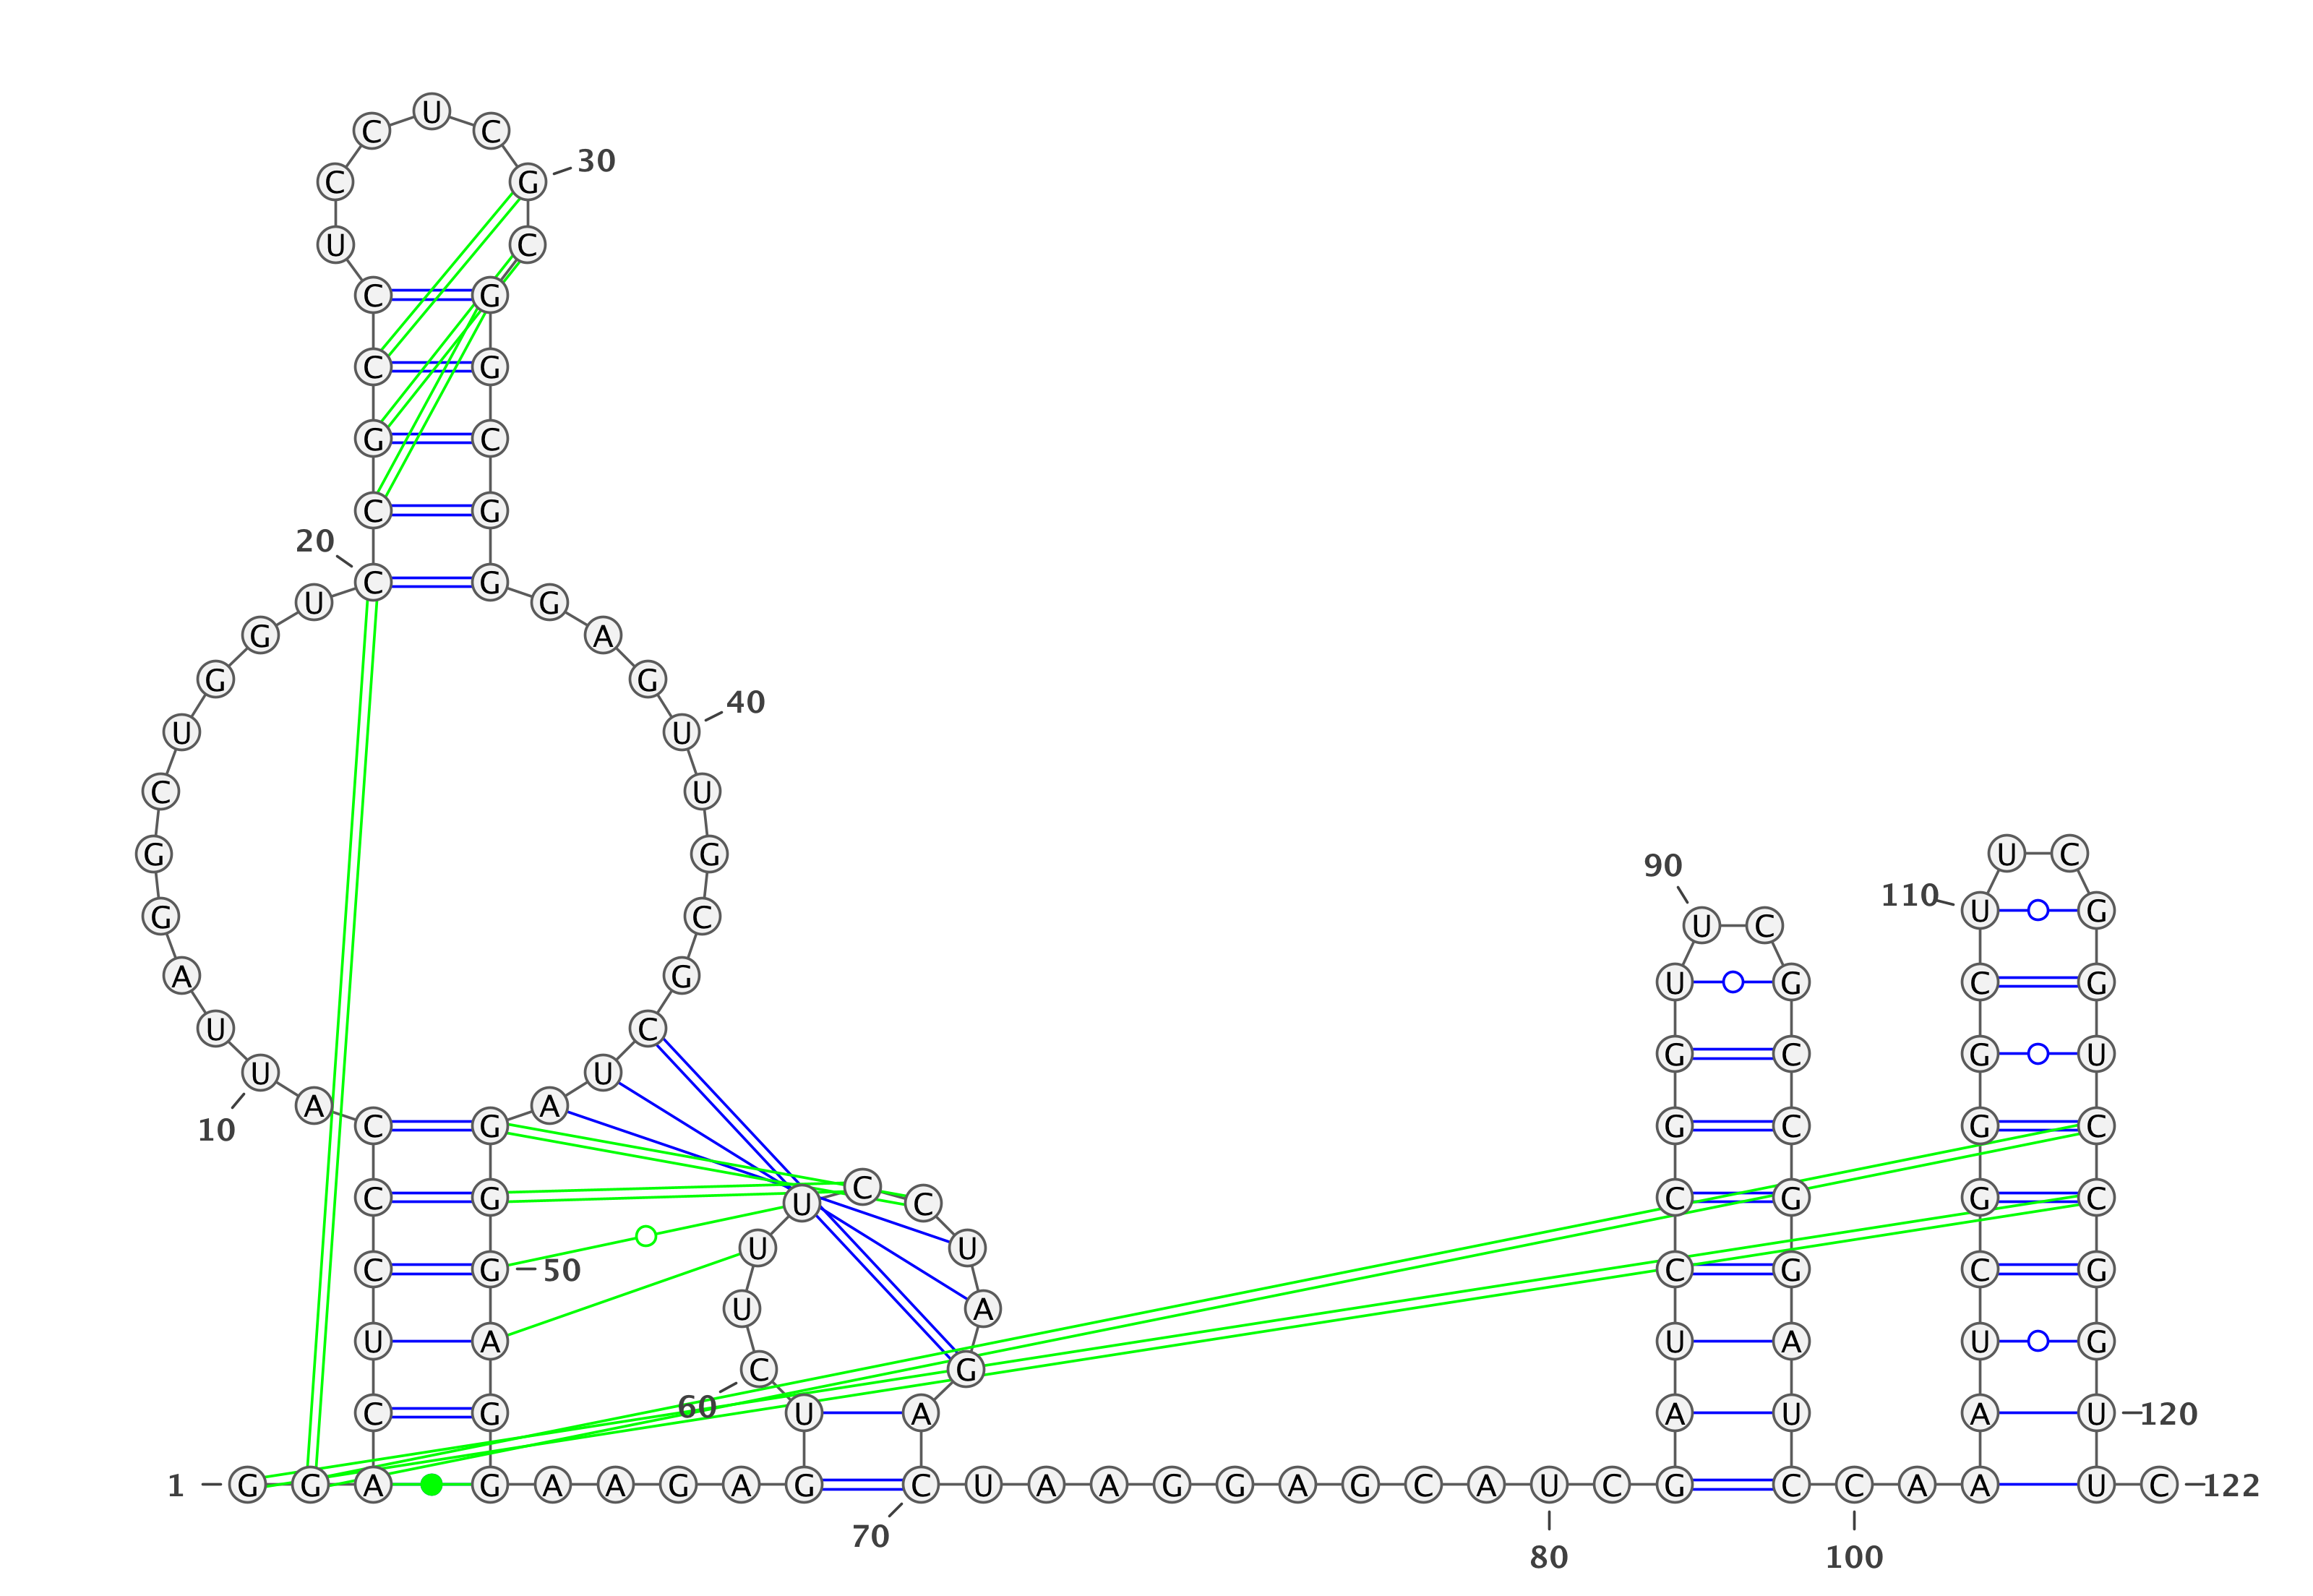 U
C C
30
C G
U C
C G
C G
G C
C G
20
C G
U G
G A
G G
40
U U
C U
G G U C
90
110
U G
G C U C
A G U G C G
U C
G C G U
U U
A A
C G G C G C
10
C
C G U C C G G C
U U
C G 50 C G C G
U A
U A U A U G
C G
60
C G U A A U A U 120
1 G G A G A A G A G C U A A G G A G C A U C G C C A A U C 122
70
80 100